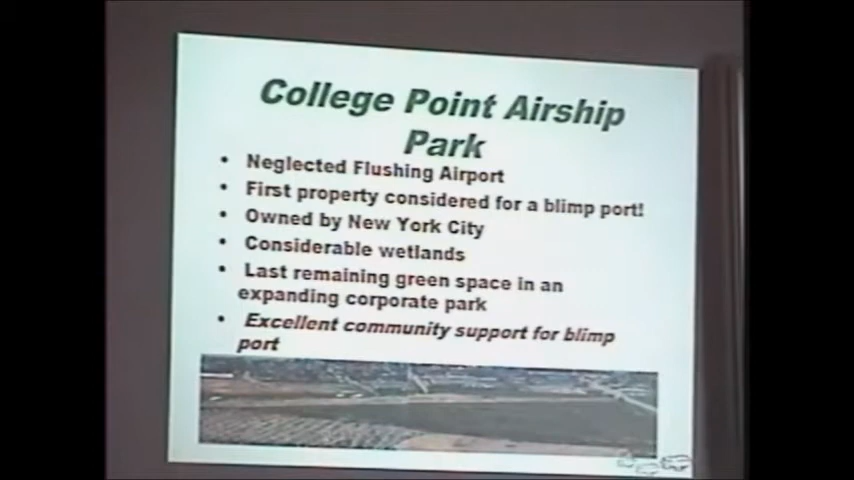 College Point Airship
Park
• Neglected Flushing Airport
• First property considered for a blimp port!
• Owned by New York City
• Considerable wetlands
• Last remaining green space in an
expanding corporate park
• Excellent community support for blimp
port